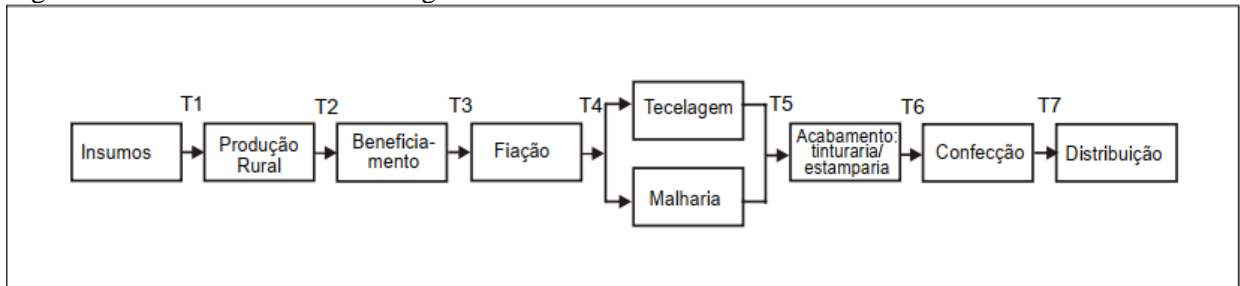 T1
T2
T3
T4
T5
T6
T7
Insumos
Produção
Rural
Beneficia-
mento
Fiação
Tecelagem
Malharia
Acabamento:
tinturaria/
estamparia
Confecção
Distribuição